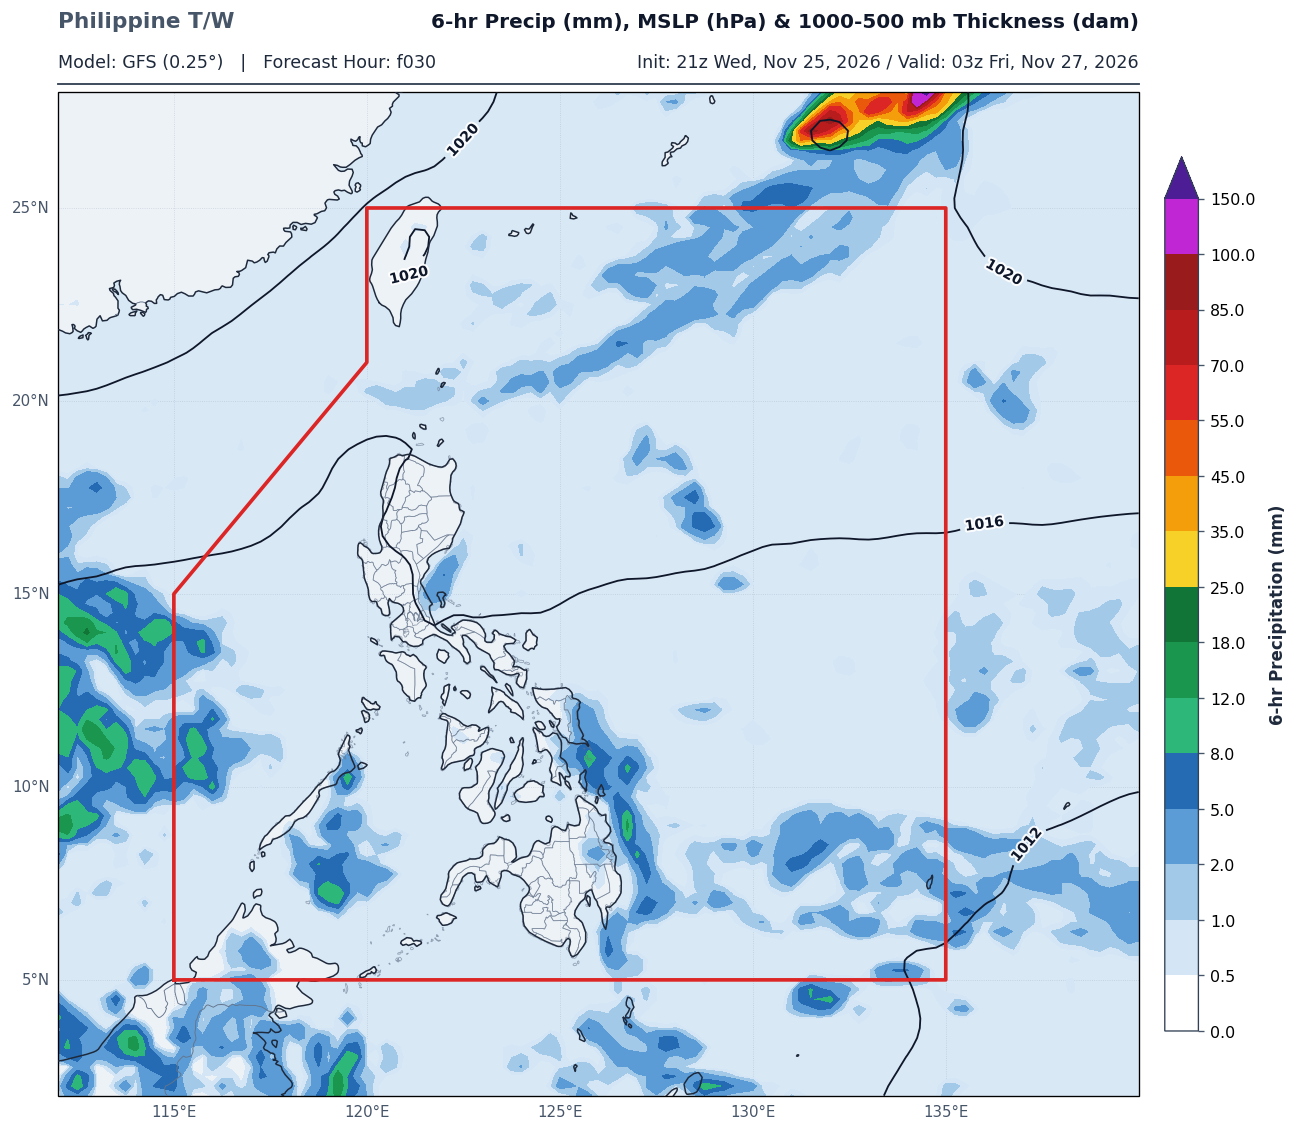 Philippine T/W
6-hr Precip (mm), MSLP (hPa) & 1000-500 mb Thickness (dam)
Model: GFS (0.25°) | Forecast Hour: f030
Init: 21z Wed, Nov 25, 2026 / Valid: 03z Fri, Nov 27, 2026
1020
1020
1020
1016
1012
25°N
20°N
15°N
10°N
5°N
115°E
120°E
125°E
130°E
135°E
150.0
100.0
85.0
70.0
55.0
45.0
35.0
25.0
18.0
12.0
8.0
5.0
2.0
1.0
0.5
0.0
6-hr Precipitation (mm)